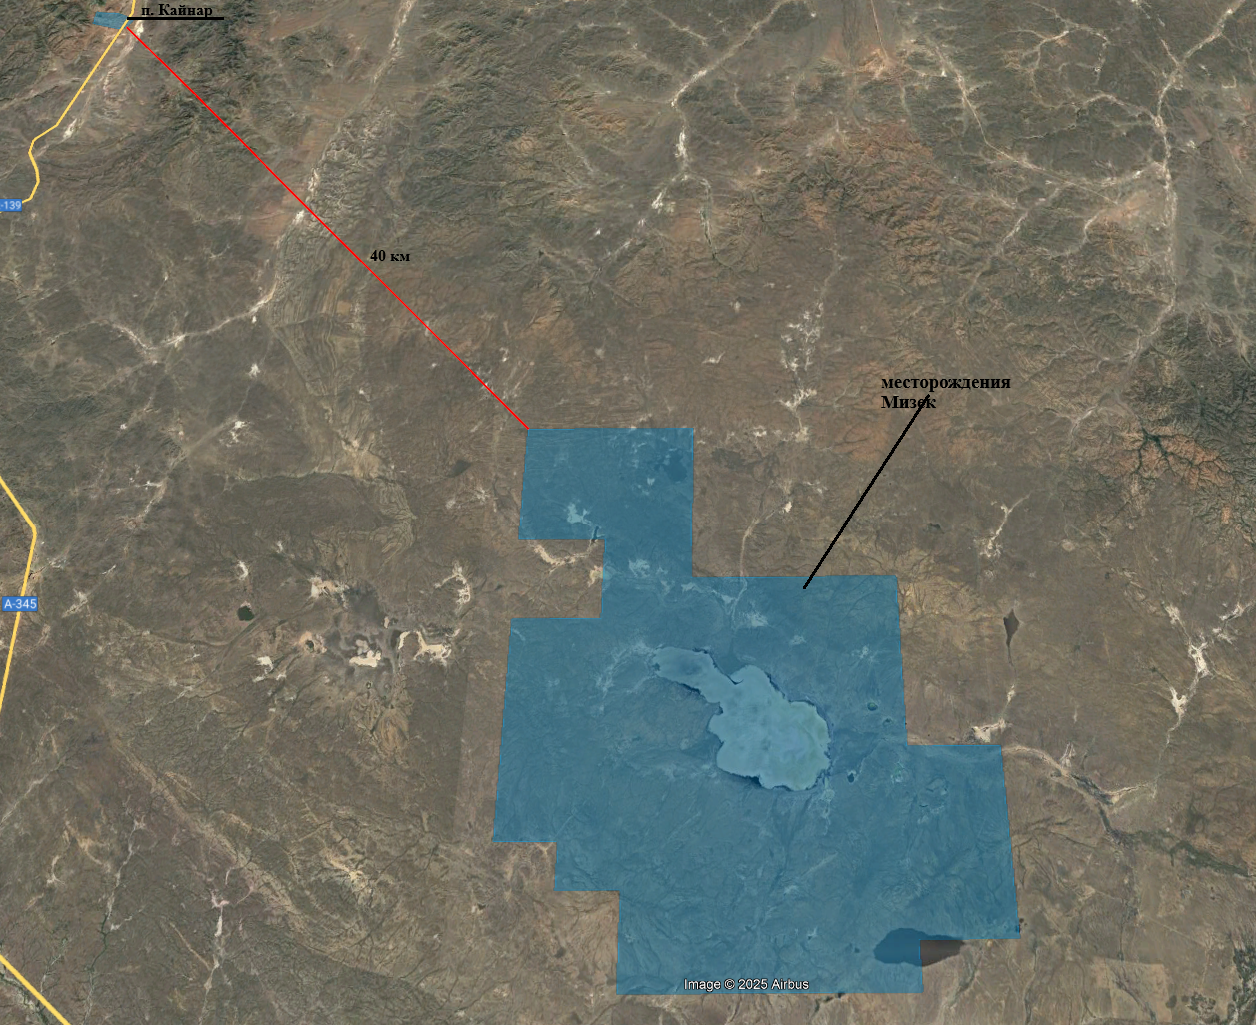 п. Кайнар
-139
40 км
месторождения
Мизек
A-345
Image © 2025 Airbus